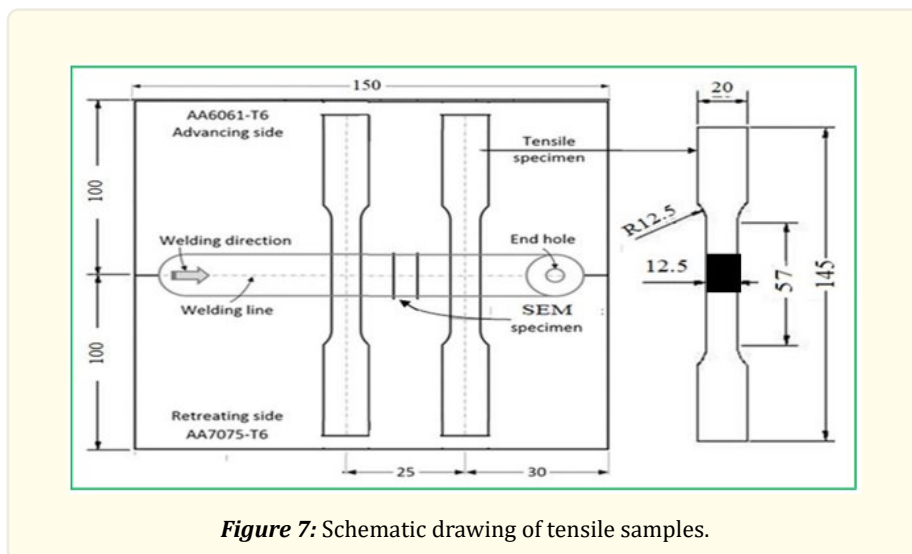 150
20
AA6061-T6
Advancing side
Tensile
specimen
100
R12.5
Welding direction
End hole
12.5
57
145
Welding line
SEM
specimen
100
Retreating side
AA7075-T6
25
30
Figure 7: Schematic drawing of tensile samples.